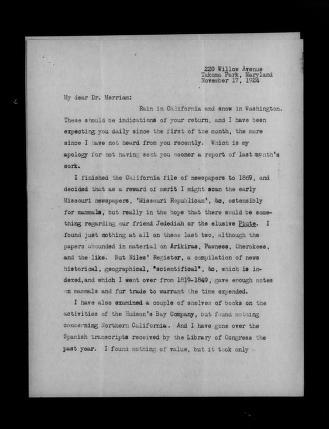 220 Willow Avenue
Takoma Park, Maryland
November 17, 1924
My dear Dr. Merriam:
Rain in California and snow in Washington.
These should be indications of your return, and I have been
expecting you daily since the first of the month, the more
since I have not heard from you recently. Which is my
apology for not having sent you sooner a report of last month's
work.
I finished the California file of newspapers to 1869, and
decided that as a reward of merit I might scan the early
Missouri newspapers, 'Missouri Republican', &c, ostensibly
for mammals, but really in the hope that there would be some-
thing regarding our friend Jedediah or the elusive Piute. I
found just nothing at all on these last two, although the
papers abounded in material on Arikiras, Pawnees, Cherokees,
and the like. But Niles' Register, a compilation of news
historical, geographical, "scientifical", &c, which is in-
dexed,and which I went over from 1819-1849, gave enough notes
on mammals and fur trade to warrant the time expended.
I have also examined a couple of shelves of books on the
activities of the Hudson's Bay Company, but found nothing
concerning Northern California. And I have gone over the
Spanish transcripts received by the Library of Congress the
past year. I found nothing of value, but it took only -